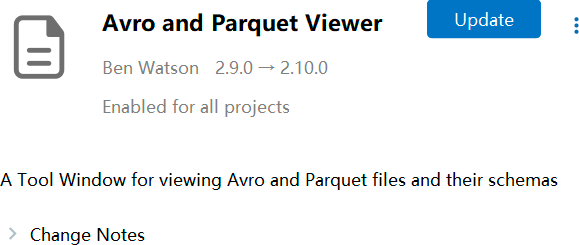 Avro and Parquet Viewer
Update
Ben Watson 2.9.0 → 2.10.0
Enabled for all projects
A Tool Window for viewing Avro and Parquet files and their schemas
Change Notes